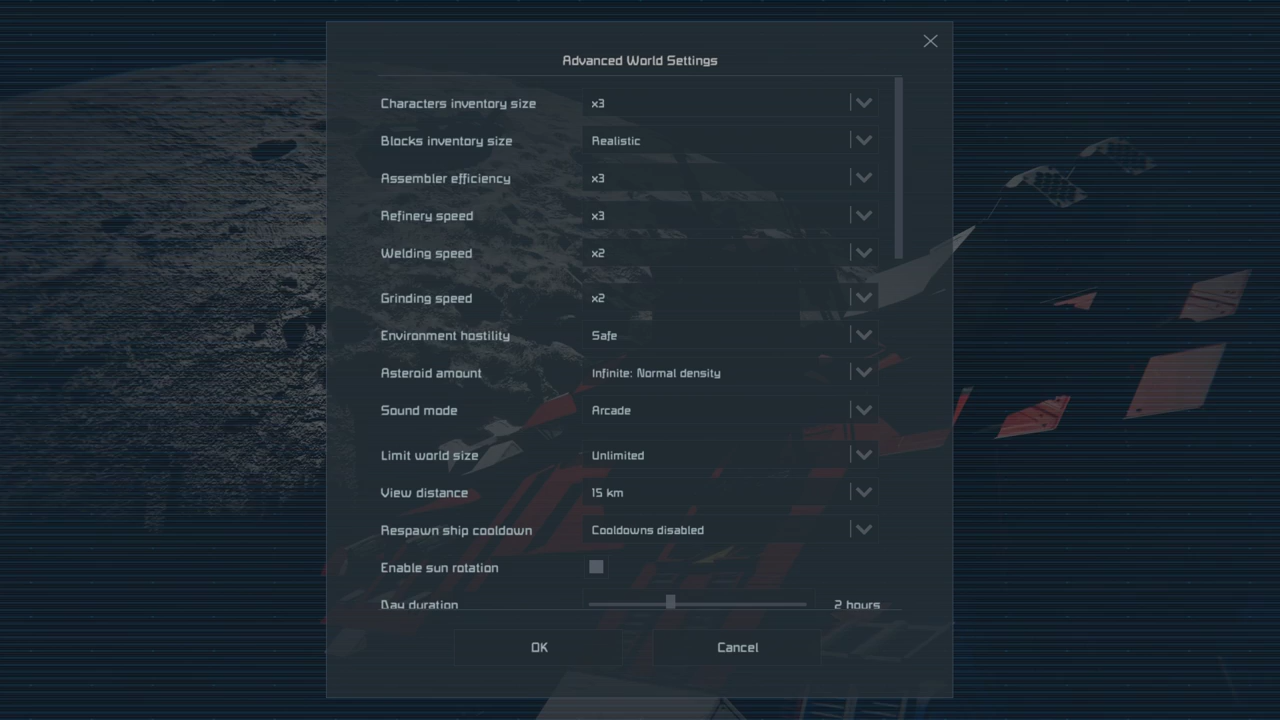 Advanced World Settings
Characters inventory size x3
Blocks inventory size Realistic
Assembler efficiency x3
Refinery speed x3
Welding speed x2
Grinding speed x2
Environment hostility Safe
Asteroid amount Infinite: Normal density
Sound mode Arcade
Limit world size Unlimited
View distance 15 km
Respawn ship cooldown Cooldowns disabled
Enable sun rotation
Day duration 2 hours
OK Cancel